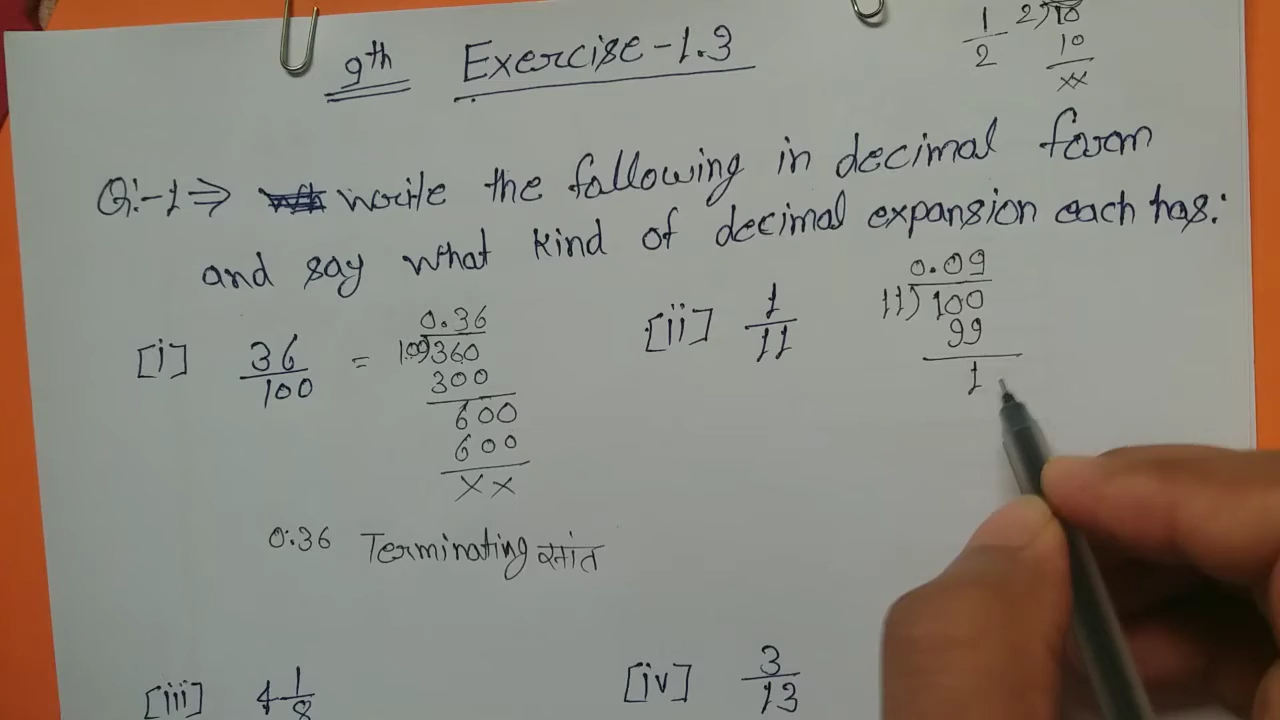 9th Exercise-1.3
1/2 2)10
10
xx
Q:-1⇒ write the following in decimal form
and say what kind of decimal expansion each has:
[i] 36/100 =
0.36
100)360
300
600
600
xx
[ii] 1/11
0.09
11)100
99
1
0.36 Terminating सांत
[iii] 4 1/8
[iv] 3/13